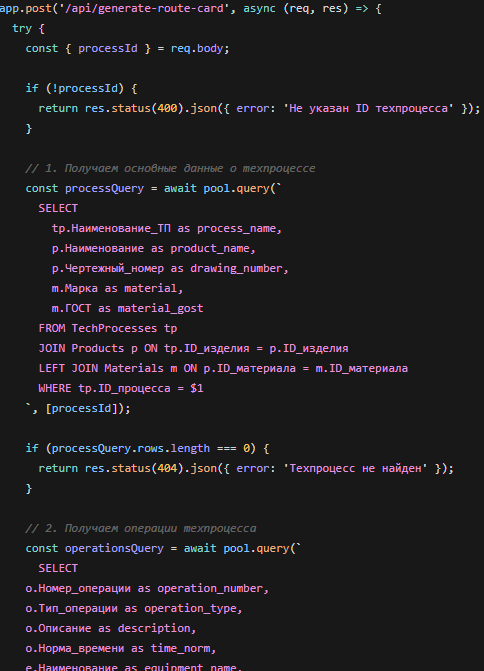 app.post('/api/generate-route-card', async (req, res) => {
  try {
    const { processId } = req.body;

    if (!processId) {
      return res.status(400).json({ error: 'Не указан ID техпроцесса' });
    }

    // 1. Получаем основные данные о техпроцессе
    const processQuery = await pool.query(`
      SELECT
        tp.Наименование_ТП as process_name,
        p.Наименование as product_name,
        p.Чертежный_номер as drawing_number,
        m.Марка as material,
        m.ГОСТ as material_gost
      FROM TechProcesses tp
      JOIN Products p ON tp.ID_изделия = p.ID_изделия
      LEFT JOIN Materials m ON p.ID_материала = m.ID_материала
      WHERE tp.ID_процесса = $1
    `, [processId]);

    if (processQuery.rows.length === 0) {
      return res.status(404).json({ error: 'Техпроцесс не найден' });
    }

    // 2. Получаем операции техпроцесса
    const operationsQuery = await pool.query(`
      SELECT
    o.Номер_операции as operation_number,
    o.Тип_операции as operation_type,
    o.Описание as description,
    o.Норма_времени as time_norm,
    e.Наименование as equipment_name,